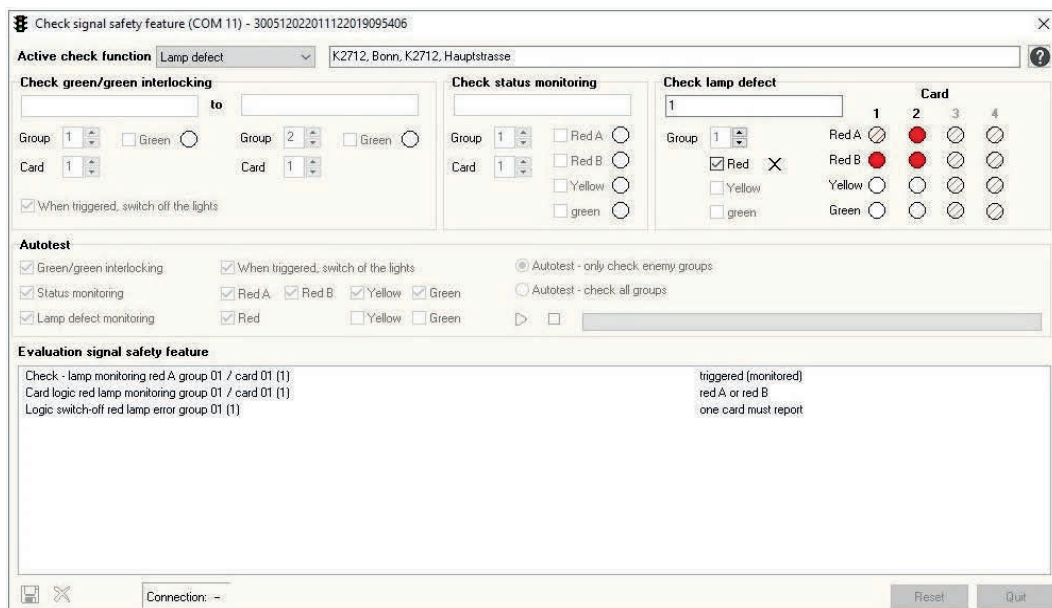 Check signal safety feature (COM 11) - 300512022011122019095406
Active check function Lamp defect K2712, Bonn, K2712, Hauptstrasse ?
Check green/green interlocking
to
Group 1 Green Group 2 Green
Card 1 Card 1
When triggered, switch off the lights
Check status monitoring
Group 1 Red A
Card 1 Red B
Yellow
green
Check lamp defect
1
Group 1
Red
Yellow
green
Card
1 2 3 4
Red A
Red B
Yellow
Green
Autotest
Green/green interlocking When triggered, switch of the lights Autotest - only check enemy groups
Status monitoring Red A Red B Yellow Green Autotest - check all groups
Lamp defect monitoring Red Yellow Green
Evaluation signal safety feature
Check - lamp monitoring red A group 01 / card 01 (1) triggered (monitored)
Card logic red lamp monitoring group 01 / card 01 (1) red A or red B
Logic switch-off red lamp error group 01 (1) one card must report
Connection: - Reset Quit